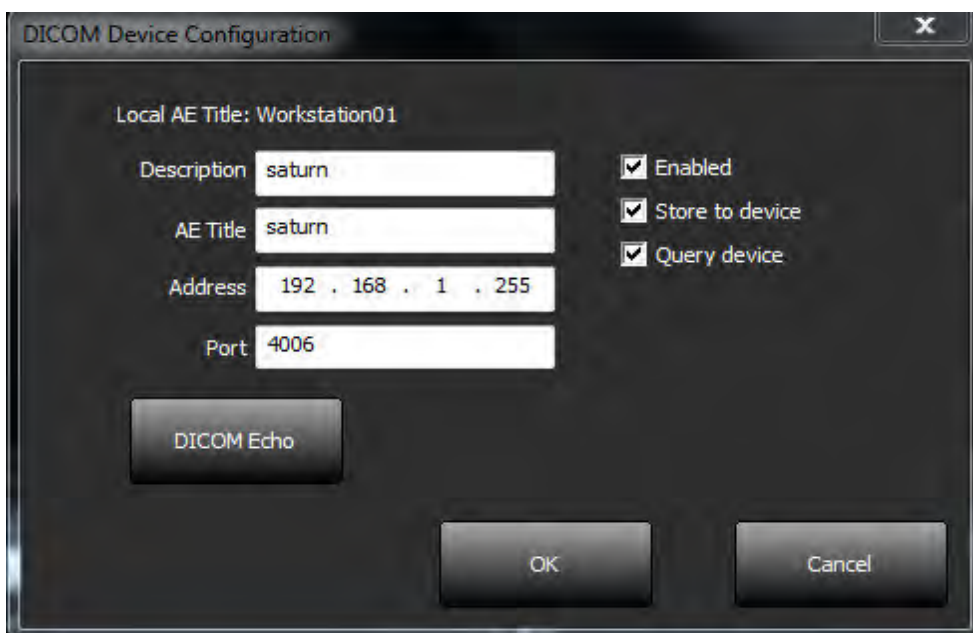 DICOM Device Configuration
x
Local AE Title: Workstation01
Description saturn
Enabled
AE Title saturn
Store to device
Address 192 . 168 . 1 . 255
Query device
Port 4006
DICOM Echo
OK Cancel